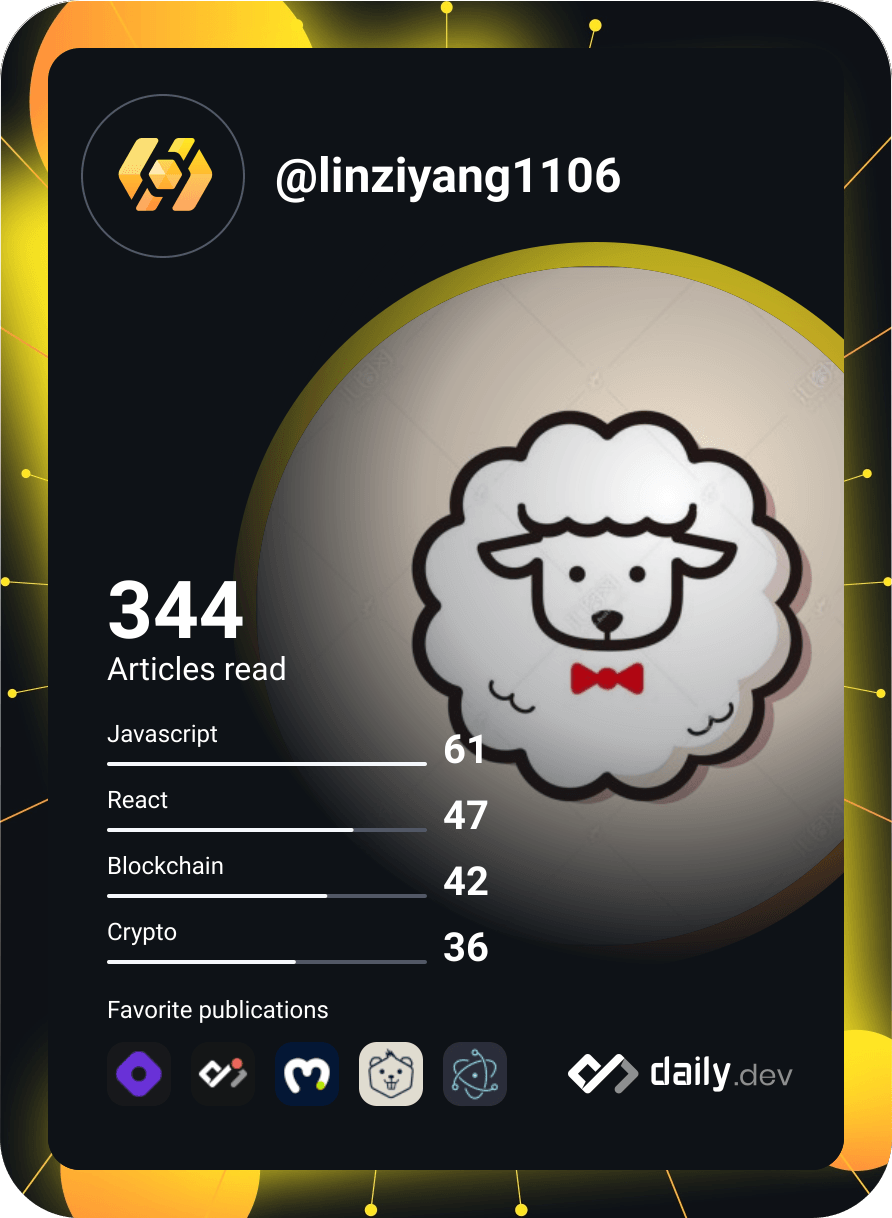 @linziyang1106
344
Articles read
Javascript
61
React
47
Blockchain
42
Crypto
36
Favorite publications
daily.dev